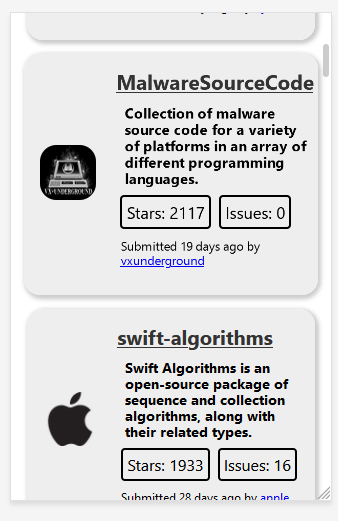 MalwareSourceCode
Collection of malware
source code for a variety
of platforms in an array of
different programming
languages.
VX-UNDERGROUND
Stars: 2117 Issues: 0
Submitted 19 days ago by
vxunderground
swift-algorithms
Swift Algorithms is an
open-source package of
sequence and collection
algorithms, along with
their related types.
Stars: 1933 Issues: 16
Submitted 28 days ago by apple